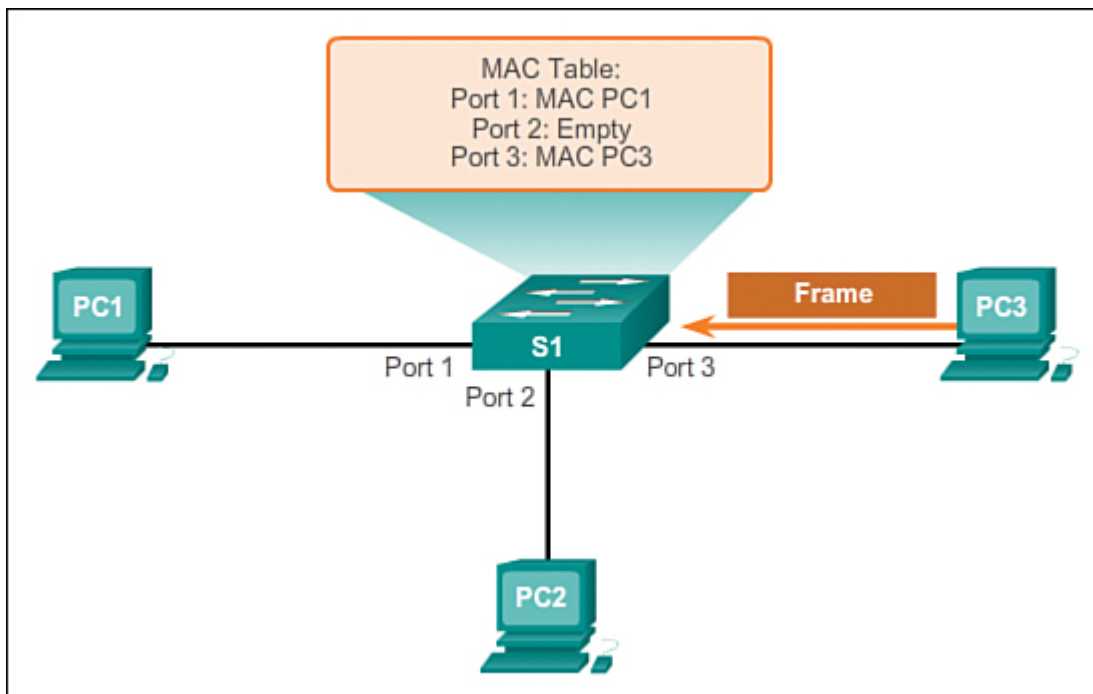 MAC Table:
Port 1: MAC PC1
Port 2: Empty
Port 3: MAC PC3
PC1
Frame
PC3
S1
Port 1
Port 3
Port 2
PC2